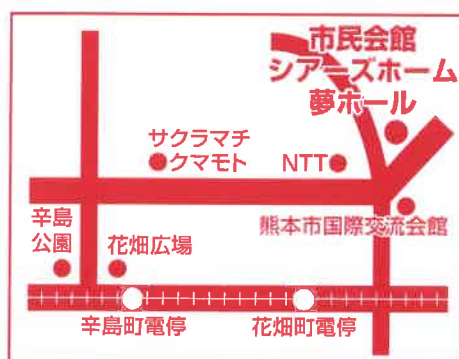 市民会館
シアーズホーム
夢ホール
サクラマチ
クマモト
NTT
熊本市国際交流会館
辛島
公園
花畑広場
辛島町電停
花畑町電停